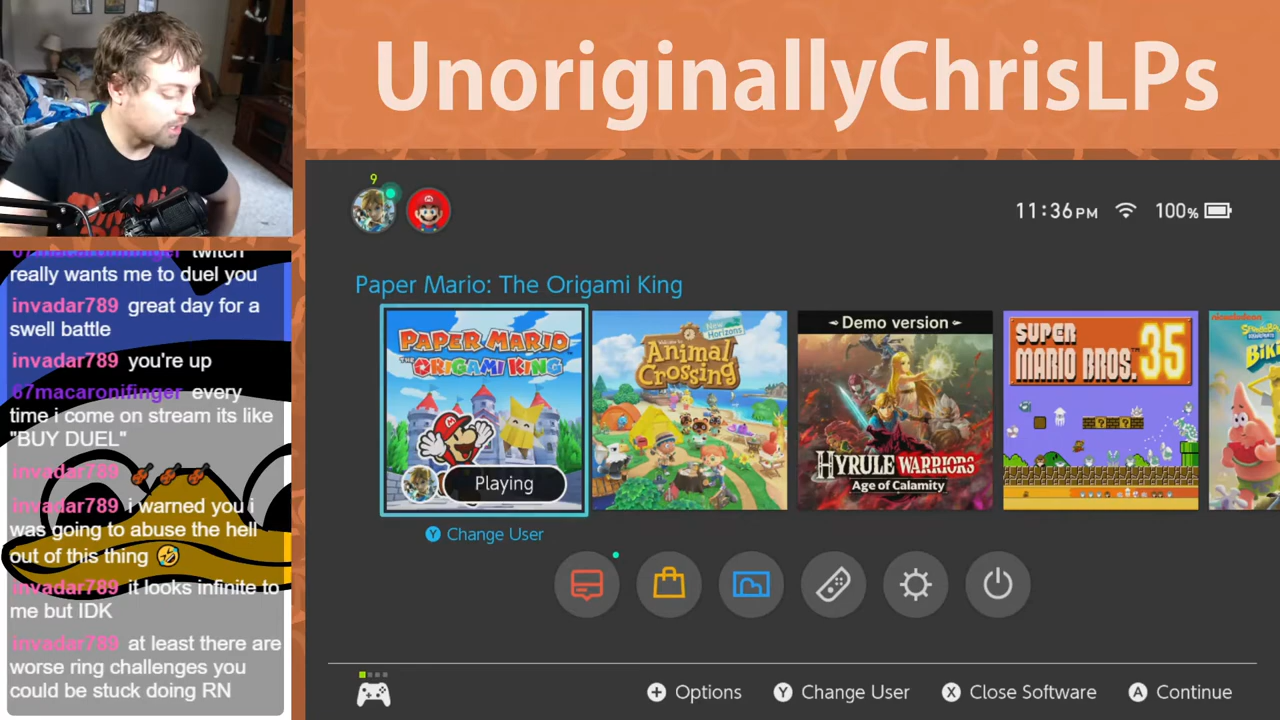 UnoriginallyChrisLPs
9
11:36PM 100%
Paper Mario: The Origami King
PAPER MARIO
THE ORIGAMI KING
Playing
New Horizons
Animal
Crossing
Demo version
HYRULE WARRIORS
Age of Calamity
SUPER
MARIO BROS. 35
nickelodeon
Y Change User
+ Options Y Change User X Close Software A Continue
67macaronifinger twitch
really wants me to duel you
invadar789 great day for a
swell battle
invadar789 you're up
67macaronifinger every
time i come on stream its like
"BUY DUEL"
invadar789
invadar789 i warned you i
was going to abuse the hell
out of this thing 🤣
invadar789 it looks infinite to
me but IDK
invadar789 at least there are
worse ring challenges you
could be stuck doing RN